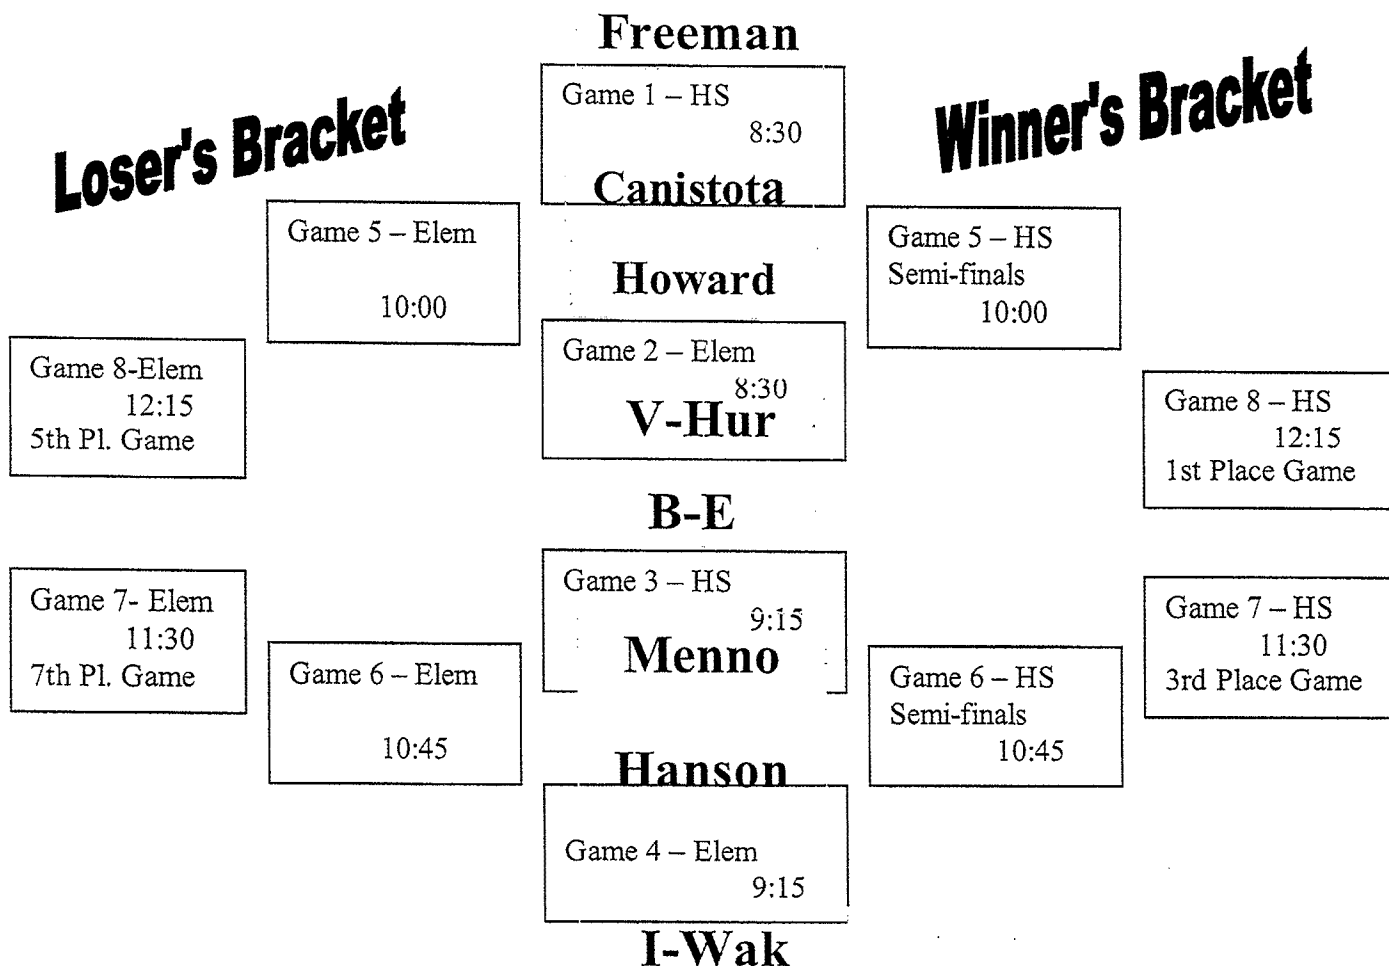 Freeman
Loser's Bracket
Winner's Bracket
Game 1 – HS
8:30
Canistota
Game 5 – Elem
10:00
Howard
Game 5 – HS
Semi-finals
10:00
Game 8-Elem
12:15
5th Pl. Game
Game 2 – Elem
8:30
V-Hur
Game 8 – HS
12:15
1st Place Game
B-E
Game 7- Elem
11:30
7th Pl. Game
Game 3 – HS
9:15
Menno
Game 7 – HS
11:30
3rd Place Game
Game 6 – Elem
10:45
Game 6 – HS
Semi-finals
10:45
Hanson
Game 4 – Elem
9:15
I-Wak